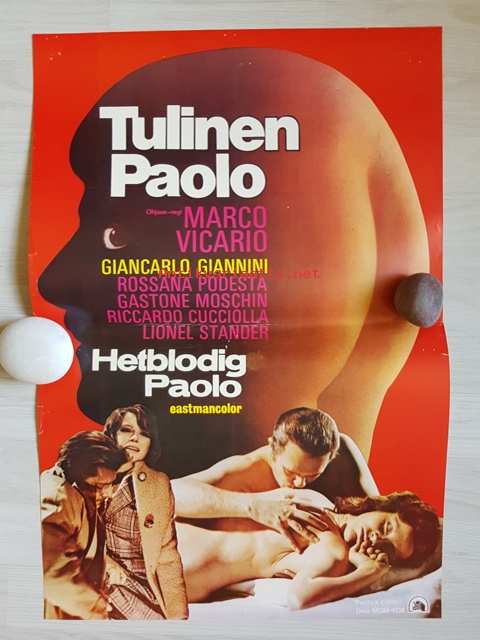 Tulinen
Paolo
Ohjaus-regi
MARCO
VICARIO
GIANCARLO GIANNINI
ROSSANA PODESTA
GASTONE MOSCHIN
RICCARDO CUCCIOLLA
LIONEL STANDER
Hetblodig
Paolo
eastmancolor